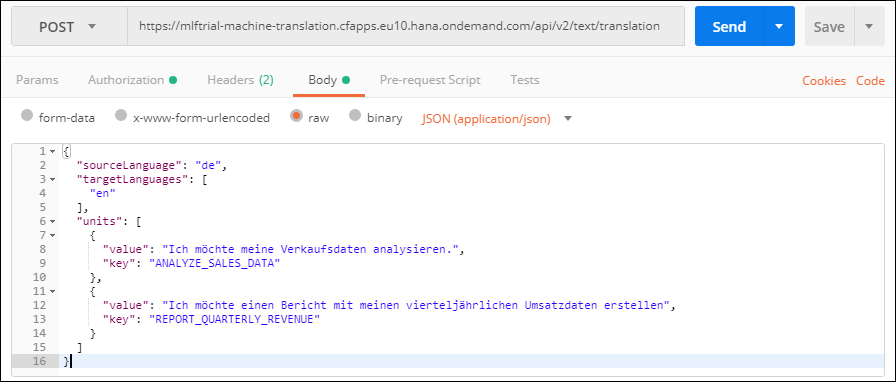 POST https://mlftrial-machine-translation.cfapps.eu10.hana.ondemand.com/api/v2/text/translation Send Save
Params Authorization Headers (2) Body Pre-request Script Tests Cookies Code
form-data x-www-form-urlencoded raw binary JSON (application/json)
1 {
2 "sourceLanguage": "de",
3 "targetLanguages": [
4 "en"
5 ],
6 "units": [
7 {
8 "value": "Ich möchte meine Verkaufsdaten analysieren.",
9 "key": "ANALYZE_SALES_DATA"
10 },
11 {
12 "value": "Ich möchte einen Bericht mit meinen vierteljährlichen Umsatzdaten erstellen",
13 "key": "REPORT_QUARTERLY_REVENUE"
14 }
15 ]
16 }